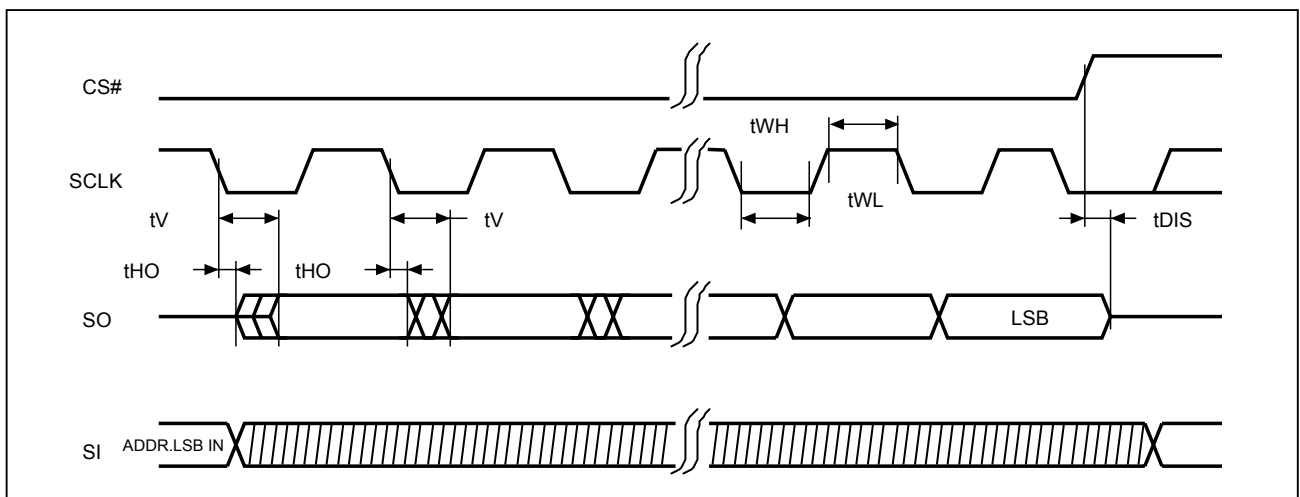 CS#
tWH
SCLK
tWL
tV
tV
tDIS
tHO
tHO
SO
LSB
SI
ADDR.LSB IN